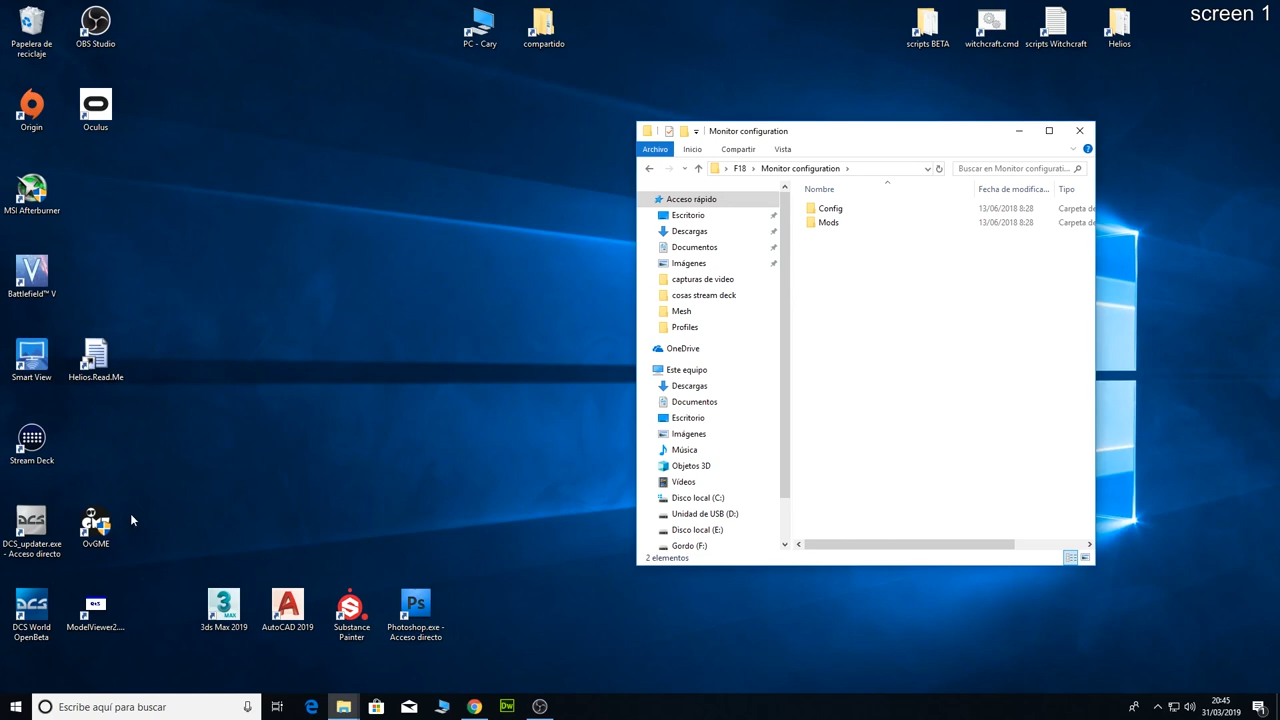 screen 1
Papelera de
reciclaje
OBS Studio
PC - Cary
compartido
scripts BETA
witchcraft.cmd
scripts Witchcraft
Helios
Origin
Oculus
MSI Afterburner
Battlefield™ V
Smart View
Helios.Read.Me
Stream Deck
DCS_updater.exe
- Acceso directo
OvGME
DCS World
OpenBeta
ModelViewer2....
3ds Max 2019
AutoCAD 2019
Substance
Painter
Photoshop.exe -
Acceso directo
Monitor configuration
Archivo
Inicio
Compartir
Vista
F18 > Monitor configuration >
Buscar en Monitor configurati...
Acceso rápido
Escritorio
Descargas
Documentos
Imágenes
capturas de video
cosas stream deck
Mesh
Profiles
OneDrive
Este equipo
Descargas
Documentos
Escritorio
Imágenes
Música
Objetos 3D
Vídeos
Disco local (C:)
Unidad de USB (D:)
Disco local (E:)
Gordo (F:)
Nombre
Fecha de modifica...
Tipo
Config
13/06/2018 8:28
Carpeta de
Mods
13/06/2018 8:28
Carpeta de
2 elementos
Escribe aquí para buscar
20:45
31/03/2019